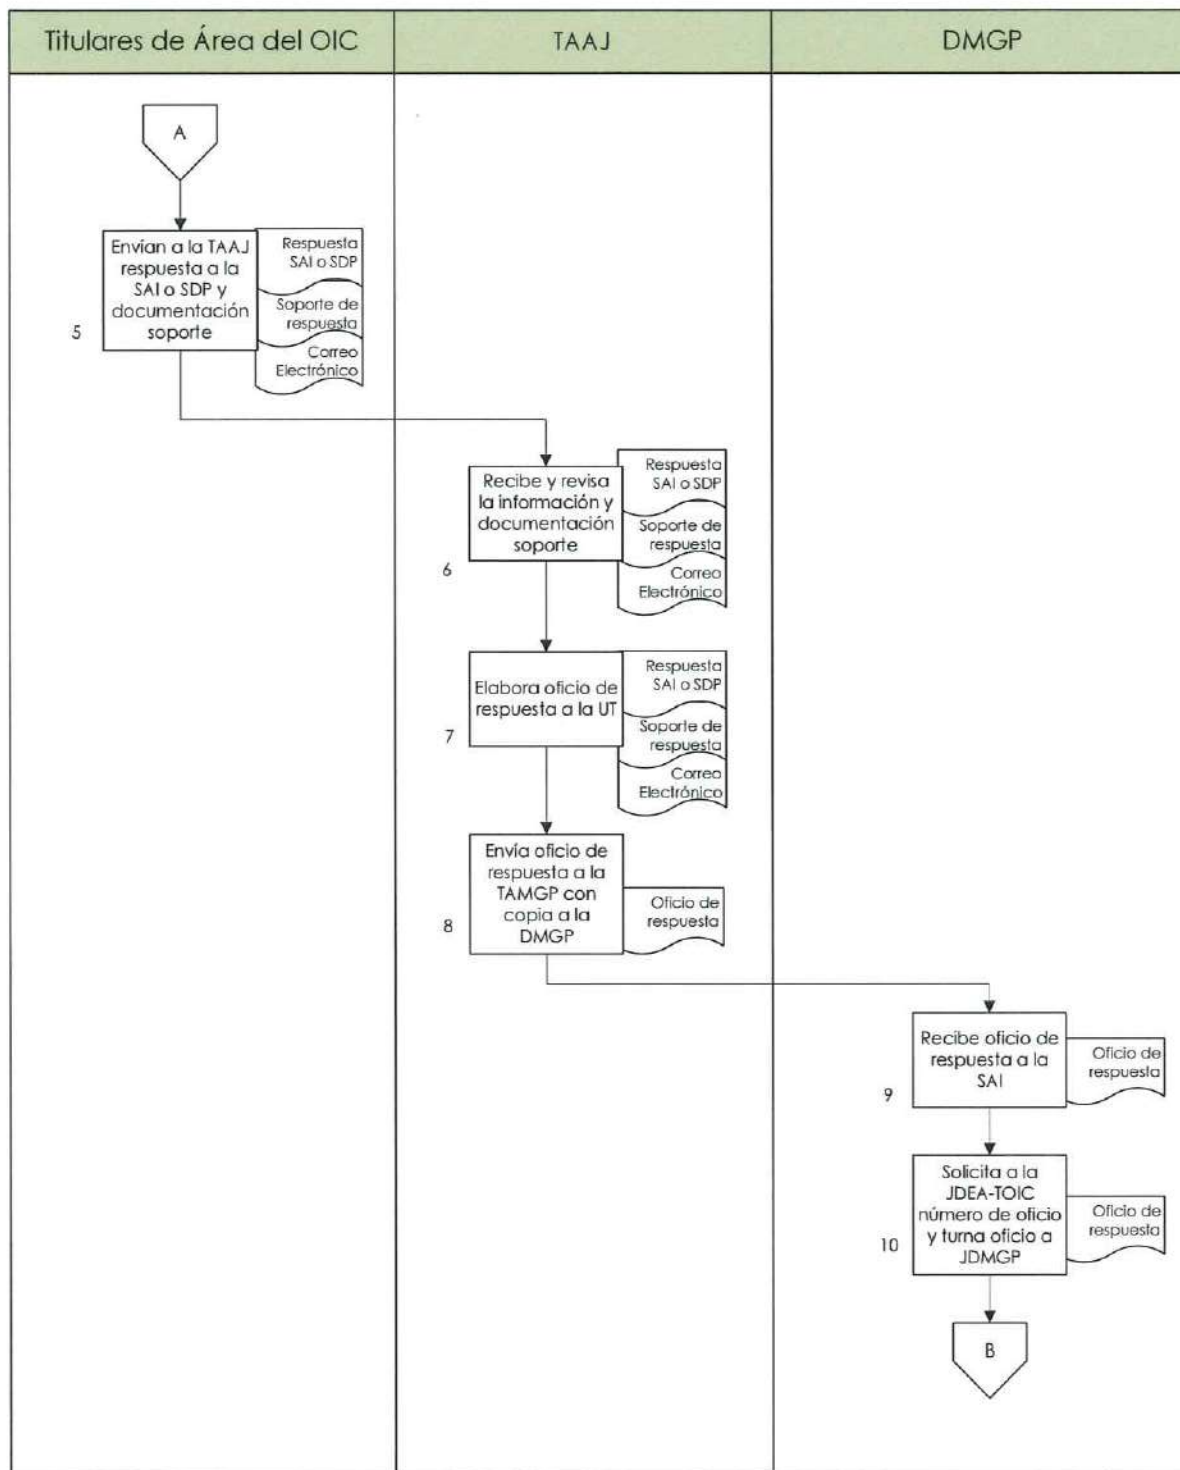 Titulares de Área del OIC
TAAJ
DMGP
A
Envían a la TAAJ
respuesta a la
SAI o SDP y
documentación
soporte
Respuesta
SAI o SDP
Soporte de
respuesta
Correo
Electrónico
5
Recibe y revisa
la información y
documentación
soporte
Respuesta
SAI o SDP
Soporte de
respuesta
Correo
Electrónico
6
Elabora oficio de
respuesta a la UT
Respuesta
SAI o SDP
Soporte de
respuesta
Correo
Electrónico
7
Envía oficio de
respuesta a la
TAMGP con
copia a la
DMGP
Oficio de
respuesta
8
Recibe oficio de
respuesta a la
SAI
Oficio de
respuesta
9
Solicita a la
JDEA-TOIC
número de oficio
y turna oficio a
JDMGP
Oficio de
respuesta
10
B